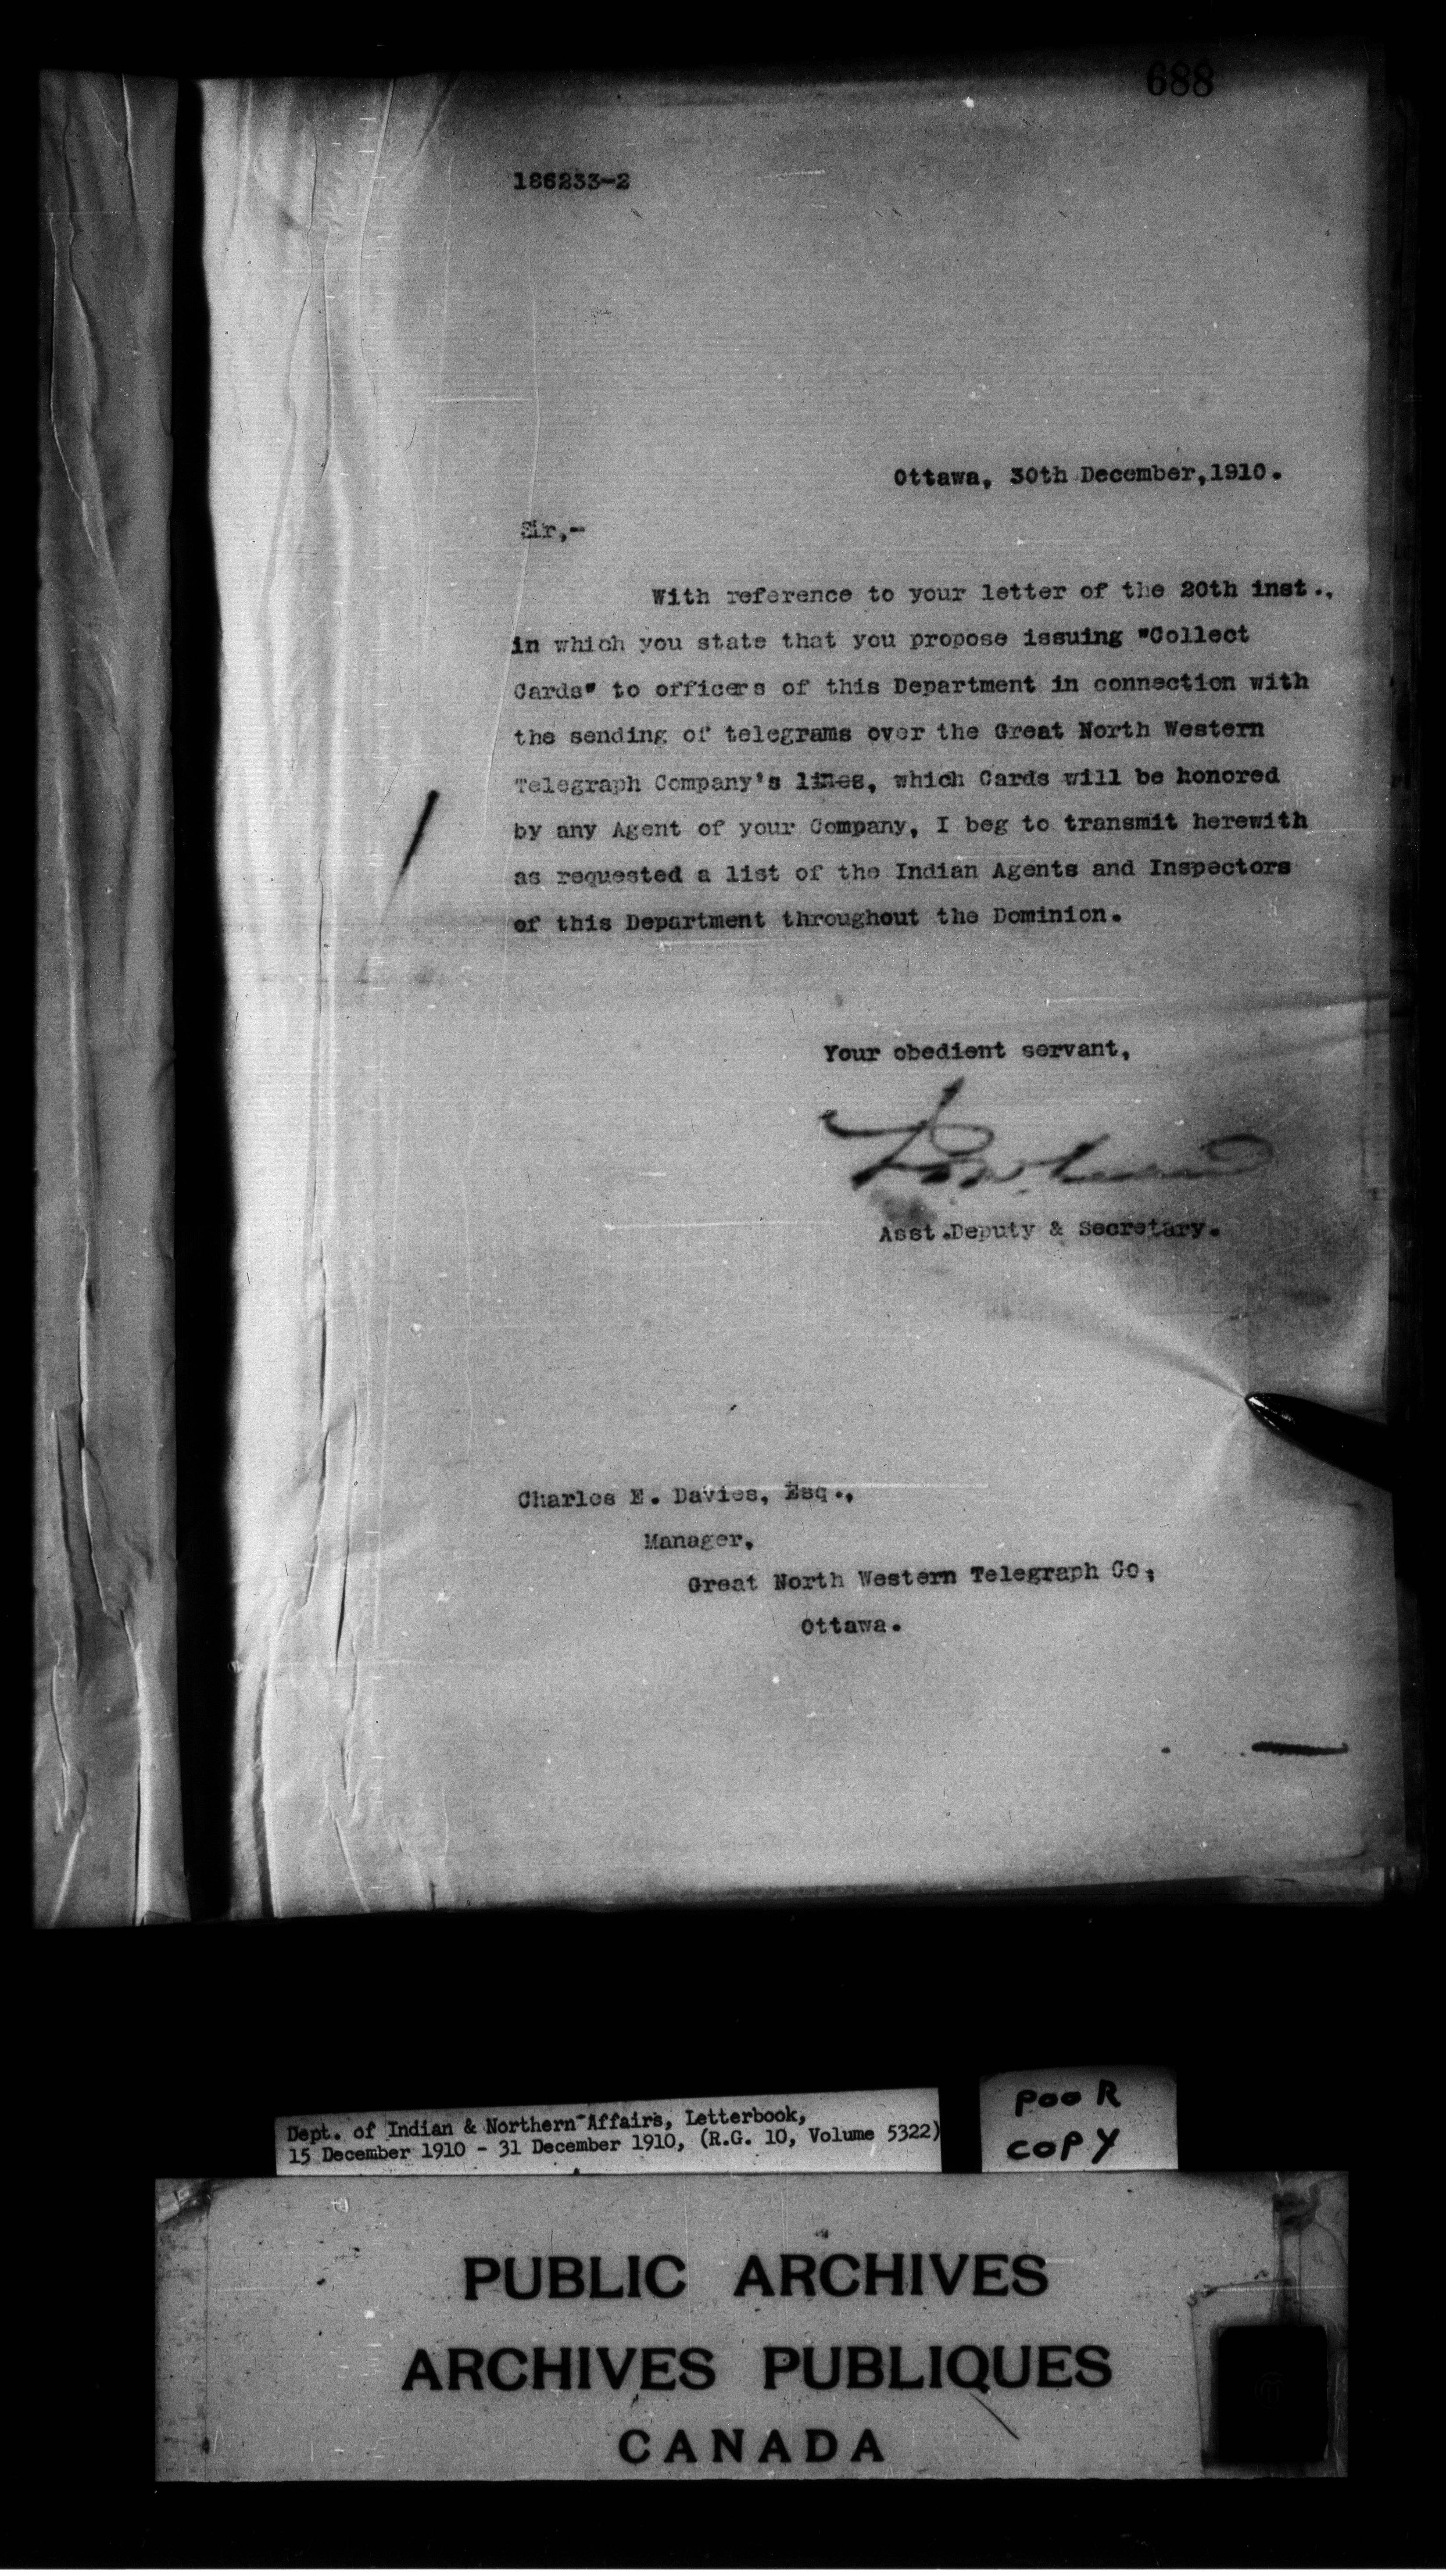 688
186233-2
Ottawa, 30th December, 1910.
Sir,-
With reference to your letter of the 20th inst.,
in which you state that you propose issuing "Collect
Cards" to officers of this Department in connection with
the sending of telegrams over the Great North Western
Telegraph Company's lines, which Cards will be honored
by any Agent of your Company, I beg to transmit herewith
as requested a list of the Indian Agents and Inspectors
of this Department throughout the Dominion.
Your obedient servant,
Asst. Deputy & Secretary.
Charles E. Davies, Esq.,
Manager,
Great North Western Telegraph Co,
Ottawa.
Dept. of Indian & Northern Affairs, Letterbook,
15 December 1910 - 31 December 1910, (R.G. 10, Volume 5322)
POOR
COPY
PUBLIC ARCHIVES
ARCHIVES PUBLIQUES
CANADA